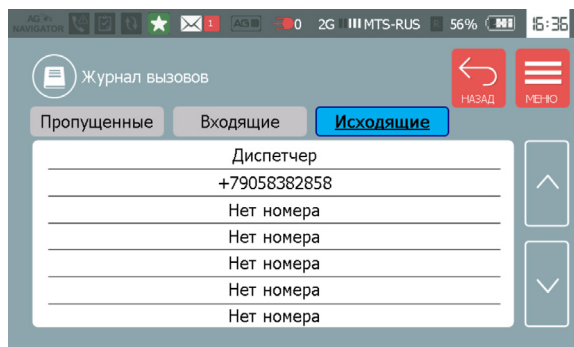 AG
NAVIGATOR 1 AG 0 2G MTS-RUS 56% 16:36
Журнал вызовов
НАЗАД МЕНЮ
Пропущенные Входящие Исходящие
Диспетчер
+79058382858
Нет номера
Нет номера
Нет номера
Нет номера
Нет номера